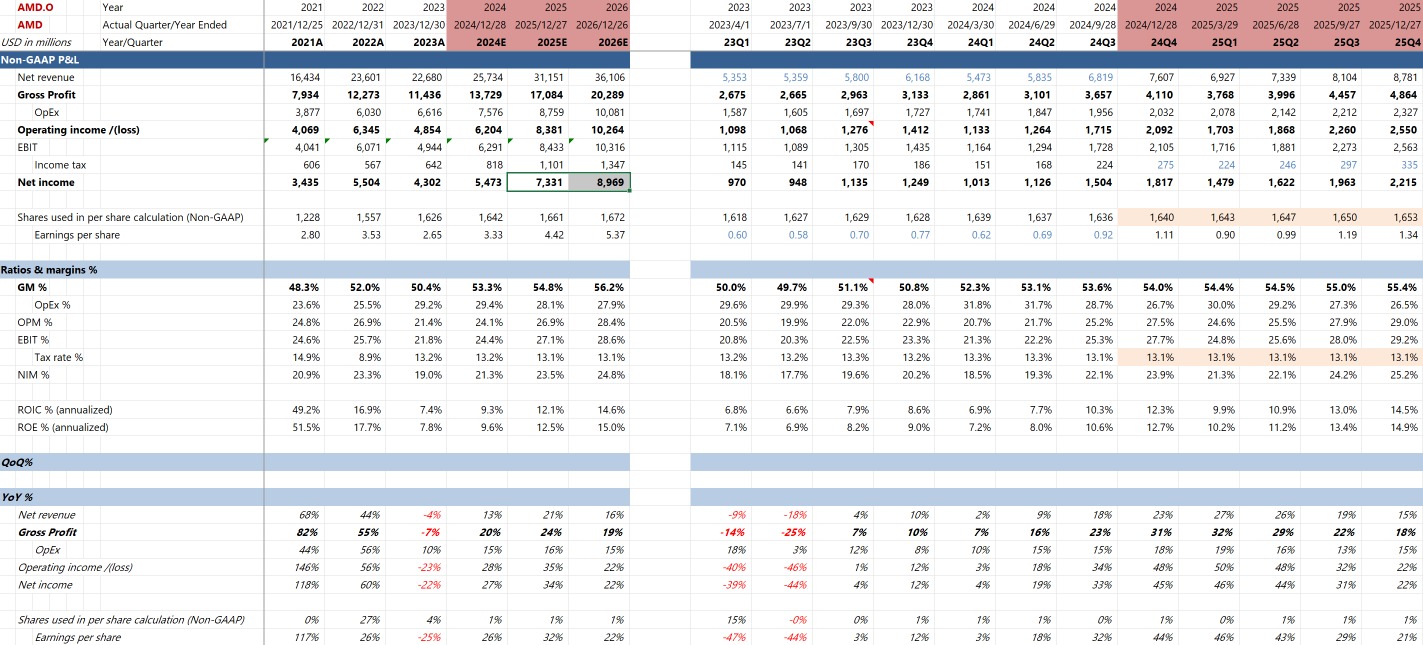 AMD.O Year 2021 2022 2023 2024 2025 2026 2023 2023 2023 2023 2024 2024 2024 2024 2025 2025 2025 2025
AMD Actual Quarter/Year Ended 2021/12/25 2022/12/31 2023/12/30 2024/12/28 2025/12/27 2026/12/26 2023/4/1 2023/7/1 2023/9/30 2023/12/30 2024/3/30 2024/6/29 2024/9/28 2024/12/28 2025/3/29 2025/6/28 2025/9/27 2025/12/27
USD in millions Year/Quarter 2021A 2022A 2023A 2024E 2025E 2026E 23Q1 23Q2 23Q3 23Q4 24Q1 24Q2 24Q3 24Q4 25Q1 25Q2 25Q3 25Q4
Non-GAAP P&L
Net revenue 16,434 23,601 22,680 25,734 31,151 36,106 5,353 5,359 5,800 6,168 5,473 5,835 6,819 7,607 6,927 7,339 8,104 8,781
Gross Profit 7,934 12,273 11,436 13,729 17,084 20,289 2,675 2,665 2,963 3,133 2,861 3,101 3,657 4,110 3,768 3,996 4,457 4,864
OpEx 3,877 6,030 6,616 7,576 8,759 10,081 1,587 1,605 1,697 1,727 1,741 1,847 1,956 2,032 2,078 2,142 2,212 2,327
Operating income /(loss) 4,069 6,345 4,854 6,204 8,381 10,264 1,098 1,068 1,276 1,412 1,133 1,264 1,715 2,092 1,703 1,868 2,260 2,550
EBIT 4,041 6,071 4,944 6,291 8,433 10,316 1,115 1,089 1,305 1,435 1,164 1,294 1,728 2,105 1,716 1,881 2,273 2,563
Income tax 606 567 642 818 1,101 1,347 145 141 170 186 151 168 224 275 224 246 297 335
Net income 3,435 5,504 4,302 5,473 7,331 8,969 970 948 1,135 1,249 1,013 1,126 1,504 1,817 1,479 1,622 1,963 2,215
Shares used in per share calculation (Non-GAAP) 1,228 1,557 1,626 1,642 1,661 1,672 1,618 1,627 1,629 1,628 1,639 1,637 1,636 1,640 1,643 1,647 1,650 1,653
Earnings per share 2.80 3.53 2.65 3.33 4.42 5.37 0.60 0.58 0.70 0.77 0.62 0.69 0.92 1.11 0.90 0.99 1.19 1.34
Ratios & margins %
GM % 48.3% 52.0% 50.4% 53.3% 54.8% 56.2% 50.0% 49.7% 51.1% 50.8% 52.3% 53.1% 53.6% 54.0% 54.4% 54.5% 55.0% 55.4%
OpEx % 23.6% 25.5% 29.2% 29.4% 28.1% 27.9% 29.6% 29.9% 29.3% 28.0% 31.8% 31.7% 28.7% 26.7% 30.0% 29.2% 27.3% 26.5%
OPM % 24.8% 26.9% 21.4% 24.1% 26.9% 28.4% 20.5% 19.9% 22.0% 22.9% 20.7% 21.7% 25.2% 27.5% 24.6% 25.5% 27.9% 29.0%
EBIT % 24.6% 25.7% 21.8% 24.4% 27.1% 28.6% 20.8% 20.3% 22.5% 23.3% 21.3% 22.2% 25.3% 27.7% 24.8% 25.6% 28.0% 29.2%
Tax rate % 14.9% 8.9% 13.2% 13.2% 13.1% 13.1% 13.2% 13.2% 13.3% 13.2% 13.3% 13.3% 13.1% 13.1% 13.1% 13.1% 13.1% 13.1%
NIM % 20.9% 23.3% 19.0% 21.3% 23.5% 24.8% 18.1% 17.7% 19.6% 20.2% 18.5% 19.3% 22.1% 23.9% 21.3% 22.1% 24.2% 25.2%
ROIC % (annualized) 49.2% 16.9% 7.4% 9.3% 12.1% 14.6% 6.8% 6.6% 7.9% 8.6% 6.9% 7.7% 10.3% 12.3% 9.9% 10.9% 13.0% 14.5%
ROE % (annualized) 51.5% 17.7% 7.8% 9.6% 12.5% 15.0% 7.1% 6.9% 8.2% 9.0% 7.2% 8.0% 10.6% 12.7% 10.2% 11.2% 13.4% 14.9%
QoQ%
YoY %
Net revenue 68% 44% -4% 13% 21% 16% -9% -18% 4% 10% 2% 9% 18% 23% 27% 26% 19% 15%
Gross Profit 82% 55% -7% 20% 24% 19% -14% -25% 7% 10% 7% 16% 23% 31% 32% 29% 22% 18%
OpEx 44% 56% 10% 15% 16% 15% 18% 3% 12% 8% 10% 15% 15% 18% 19% 16% 13% 15%
Operating income /(loss) 146% 56% -23% 28% 35% 22% -40% -46% 1% 12% 3% 18% 34% 48% 50% 48% 32% 22%
Net income 118% 60% -22% 27% 34% 22% -39% -44% 4% 12% 4% 19% 33% 45% 46% 44% 31% 22%
Shares used in per share calculation (Non-GAAP) 0% 27% 4% 1% 1% 1% 15% -0% 0% 1% 1% 1% 0% 1% 0% 1% 1% 1%
Earnings per share 117% 26% -25% 26% 32% 22% -47% -44% 3% 12% 3% 18% 32% 44% 46% 43% 29% 21%